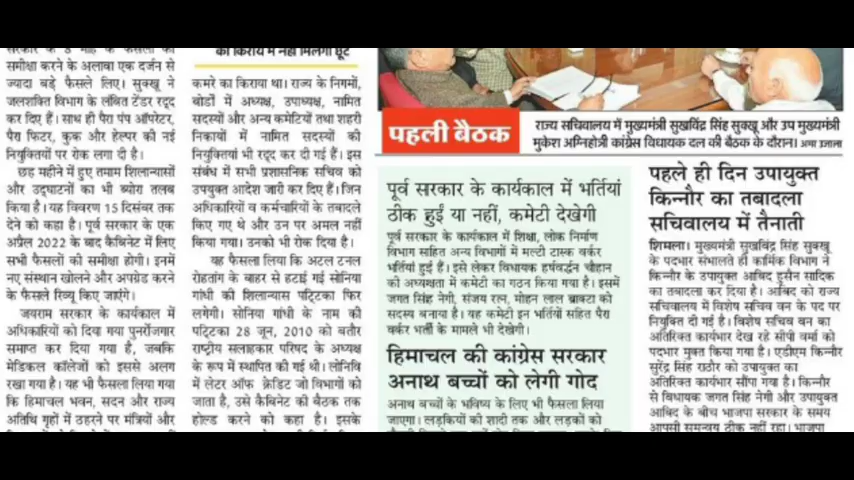 समीक्षा करने के अलावा एक दर्जन से
ज्यादा बड़े फैसले लिए। सुक्खू ने
जलशक्ति विभाग के लंबित टेंडर रद्द
कर दिए हैं। साथ ही पैरा पंप ऑपरेटर,
पैरा फिटर, कुक और हेल्पर की नई
नियुक्तियों पर रोक लगा दी है।
छह महीने में हुए तमाम शिलान्यासों
और उद्घाटनों का भी ब्योरा तलब
किया है। यह विवरण 15 दिसंबर तक
देने को कहा है। पूर्व सरकार के एक
अप्रैल 2022 के बाद कैबिनेट में लिए
सभी फैसलों की समीक्षा होगी। इनमें
नए संस्थान खोलने और अपग्रेड करने
के फैसले रिव्यू किए जाएंगे।
जयराम सरकार के कार्यकाल में
अधिकारियों को दिया गया पुनर्रोजगार
समाप्त कर दिया गया है, जबकि
मेडिकल कॉलेजों को इससे अलग
रखा गया है। यह भी फैसला लिया गया
कि हिमाचल भवन, सदन और राज्य
अतिथि गृहों में ठहरने पर मंत्रियों और
को किराये में नहीं मिलेगी छूट
कमरे का किराया था। राज्य के निगमों,
बोर्डों में अध्यक्ष, उपाध्यक्ष, नामित
सदस्यों और अन्य कमेटियों तथा शहरी
निकायों में नामित सदस्यों की
नियुक्तियां भी रद्द कर दी गई हैं। इस
संबंध में सभी प्रशासनिक सचिव को
उपयुक्त आदेश जारी कर दिए हैं। जिन
अधिकारियों व कर्मचारियों के तबादले
किए गए थे और उन पर अमल नहीं
किया गया। उनको भी रोक दिया है।
यह फैसला लिया कि अटल टनल
रोहतांग के बाहर से हटाई गई सोनिया
गांधी की शिलान्यास पट्टिका फिर
लगेगी। सोनिया गांधी के नाम की
पट्टिका 28 जून, 2010 को बतौर
राष्ट्रीय सलाहकार परिषद के अध्यक्ष
के रूप में स्थापित की गई थी। लोनिवि
में लेटर ऑफ क्रेडिट जो विभागों को
जाता है, उसे कैबिनेट की बैठक तक
होल्ड करने को कहा है। इसके
पहली बैठक
राज्य सचिवालय में मुख्यमंत्री सुखविंद्र सिंह सुक्खू और उप मुख्यमंत्री
मुकेश अग्निहोत्री कांग्रेस विधायक दल की बैठक के दौरान। अमर उजाला
पूर्व सरकार के कार्यकाल में भर्तियां
ठीक हुईं या नहीं, कमेटी देखेगी
पूर्व सरकार के कार्यकाल में शिक्षा, लोक निर्माण
विभाग सहित अन्य विभागों में मल्टी टास्क वर्कर
भर्तियां हुई हैं। इसे लेकर विधायक हर्षवर्द्धन चौहान
की अध्यक्षता में कमेटी का गठन किया गया है। इसमें
जगत सिंह नेगी, संजय रत्न, मोहन लाल ब्राक्टा को
सदस्य बनाया है। यह कमेटी इन भर्तियों सहित पैरा
वर्कर भर्ती के मामले भी देखेगी।
हिमाचल की कांग्रेस सरकार
अनाथ बच्चों को लेगी गोद
अनाथ बच्चों के भविष्य के लिए भी फैसला लिया
जाएगा। लड़कियों की शादी तक और लड़कों को
पहले ही दिन उपायुक्त
किन्नौर का तबादला
सचिवालय में तैनाती
शिमला। मुख्यमंत्री सुखविंद्र सिंह सुक्खू
के पदभार संभालते ही कार्मिक विभाग ने
किन्नौर के उपायुक्त आबिद हुसैन सादिक
का तबादला कर दिया है। आबिद को राज्य
सचिवालय में विशेष सचिव वन के पद पर
नियुक्ति दी गई है। विशेष सचिव वन का
अतिरिक्त कार्यभार देख रहे सीपी वर्मा को
पदभार मुक्त किया गया है। एडीएम किन्नौर
सुरेंद्र सिंह राठौर को उपायुक्त का
अतिरिक्त कार्यभार सौंपा गया है। किन्नौर
से विधायक जगत सिंह नेगी और उपायुक्त
आबिद के बीच भाजपा सरकार के समय
आपसी समन्वय ठीक नहीं रहा। भाजपा